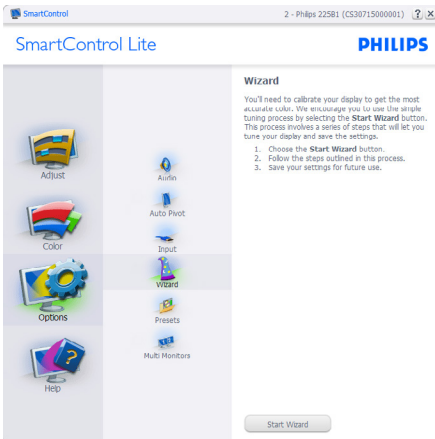 SmartControl
2 - Philips 225B1 (CS30715000001)
SmartControl Lite
PHILIPS
Adjust
Color
Options
Help
Audio
Auto Pivot
Input
Wizard
Presets
Multi Monitors
Wizard
You'll need to calibrate your display to get the most
accurate color. We encourage you to use the simple
tuning process by selecting the Start Wizard button.
This process involves a series of steps that will let you
tune your display and save the settings.
1. Choose the Start Wizard button.
2. Follow the steps outlined in this process.
3. Save your settings for future use.
Start Wizard